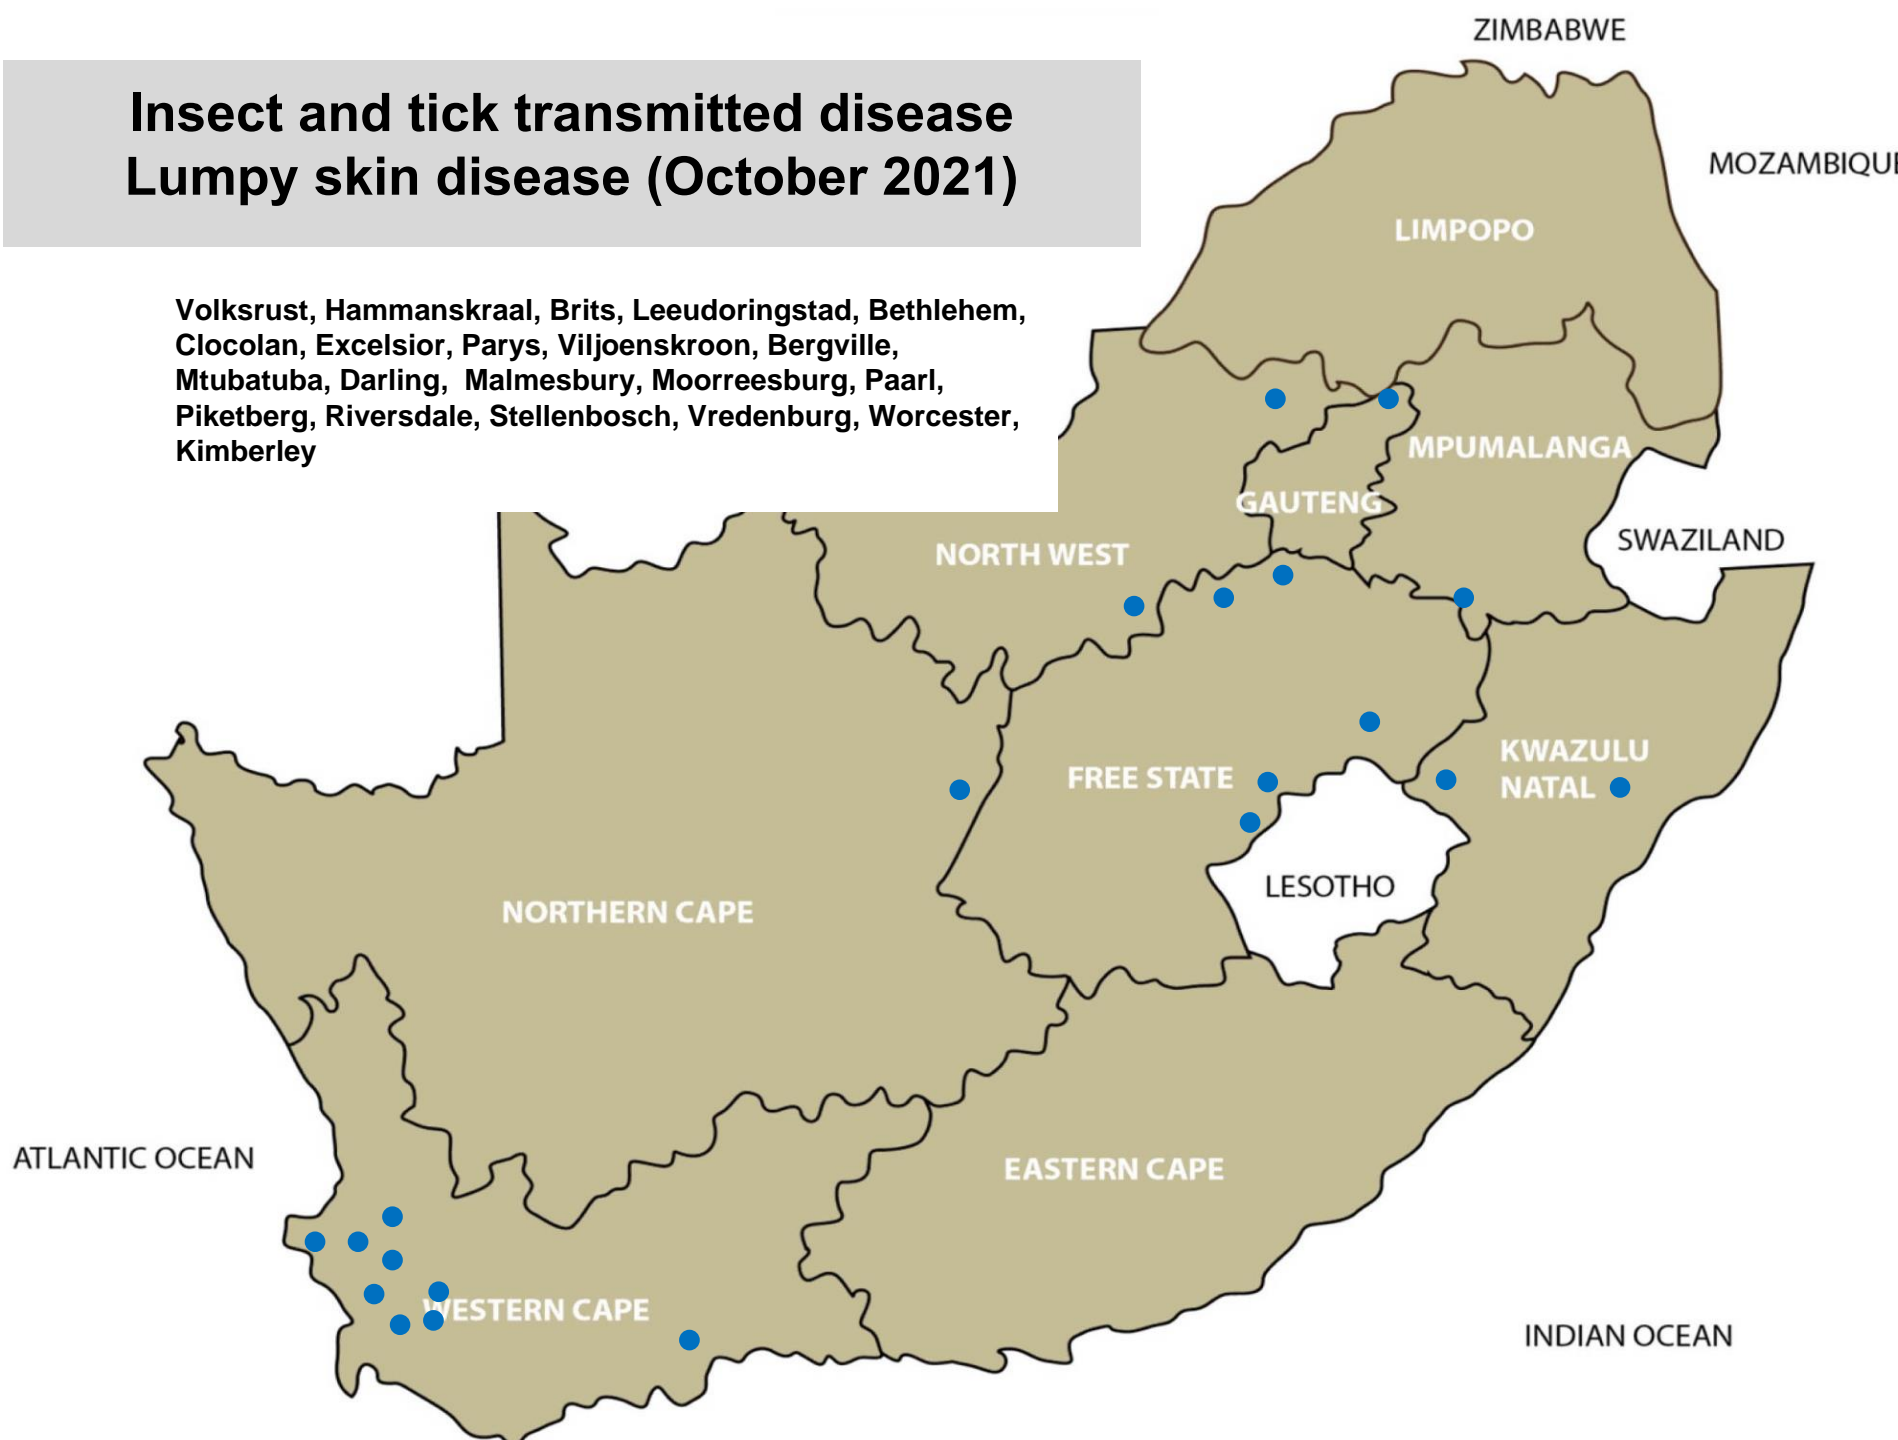 ZIMBABWE
Insect and tick transmitted disease
Lumpy skin disease (October 2021)
MOZAMBIQUE
LIMPOPO
Volksrust, Hammanskraal, Brits, Leeudoringstad, Bethlehem,
Clocolan, Excelsior, Parys, Viljoenskroon, Bergville,
Mtubatuba, Darling, Malmesbury, Moorreesburg, Paarl,
Piketberg, Riversdale, Stellenbosch, Vredenburg, Worcester,
Kimberley
MPUMALANGA
GAUTENG
SWAZILAND
NORTH WEST
KWAZULU
NATAL
FREE STATE
LESOTHO
NORTHERN CAPE
ATLANTIC OCEAN
EASTERN CAPE
WESTERN CAPE
INDIAN OCEAN